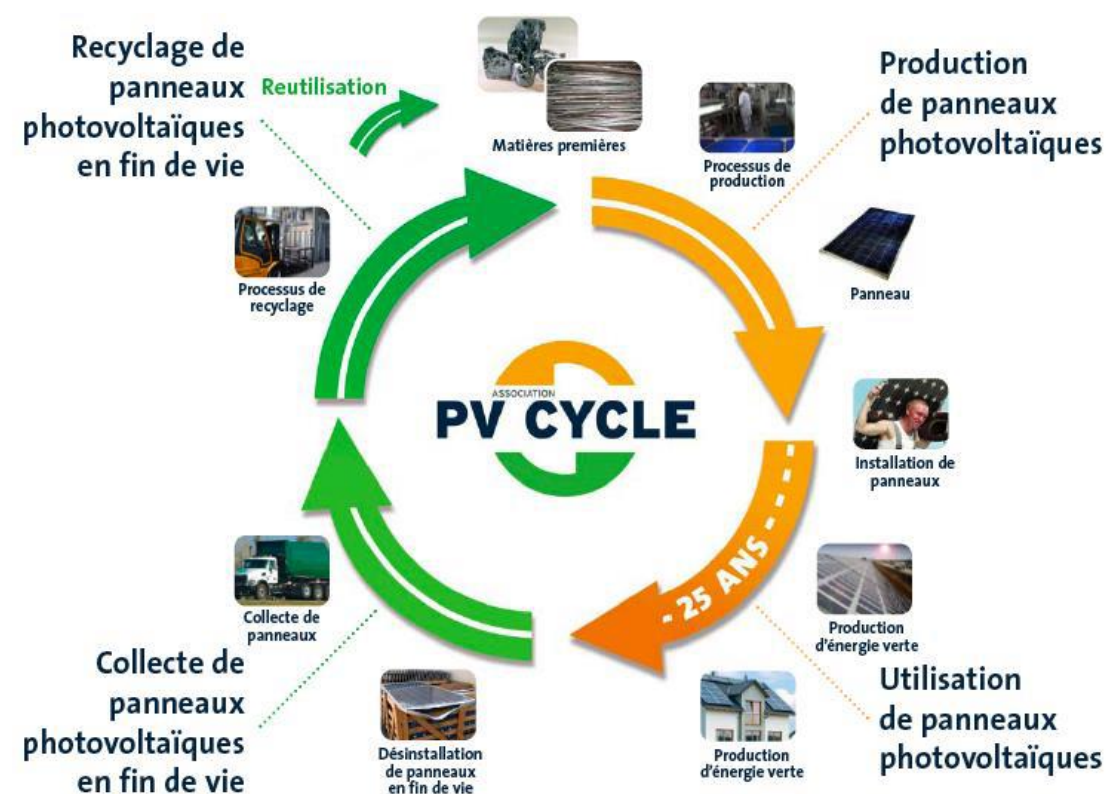 Recyclage de
panneaux
photovoltaïques
en fin de vie
Reutilisation
Matières premières
Processus de
production
Production
de panneaux
photovoltaïques
Panneau
Processus de
recyclage
ASSOCIATION
PV CYCLE
Installation de
panneaux
- 25 ANS - - - -
Production
d'énergie verte
Collecte de
panneaux
Collecte de
panneaux
photovoltaïques
en fin de vie
Désinstallation
de panneaux
en fin de vie
Production
d'énergie verte
Utilisation
de panneaux
photovoltaïques